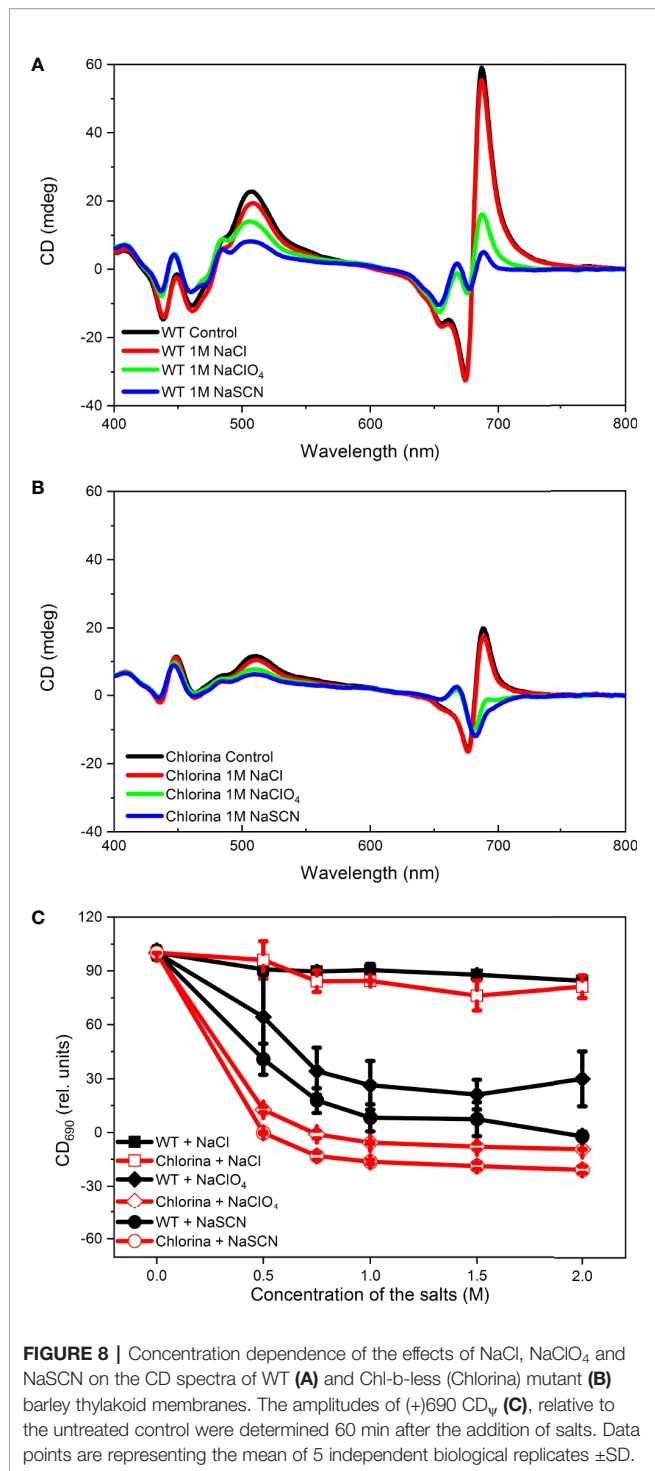 A
60
40
20
0
-20
-40
CD (mdeg)
WT Control
WT 1M NaCl
WT 1M NaClO₄
WT 1M NaSCN
400 500 600 700 800
Wavelength (nm)
B
60
40
20
0
-20
-40
CD (mdeg)
Chlorina Control
Chlorina 1M NaCl
Chlorina 1M NaClO₄
Chlorina 1M NaSCN
400 500 600 700 800
Wavelength (nm)
C
120
90
60
30
0
-30
-60
CD₆₉₀ (rel. units)
WT + NaCl
Chlorina + NaCl
WT + NaClO₄
Chlorina + NaClO₄
WT + NaSCN
Chlorina + NaSCN
0.0 0.5 1.0 1.5 2.0
Concentration of the salts (M)
FIGURE 8 | Concentration dependence of the effects of NaCl, NaClO₄ and
NaSCN on the CD spectra of WT (A) and Chl-b-less (Chlorina) mutant (B)
barley thylakoid membranes. The amplitudes of (+)690 CDψ (C), relative to
the untreated control were determined 60 min after the addition of salts. Data
points are representing the mean of 5 independent biological replicates ±SD.